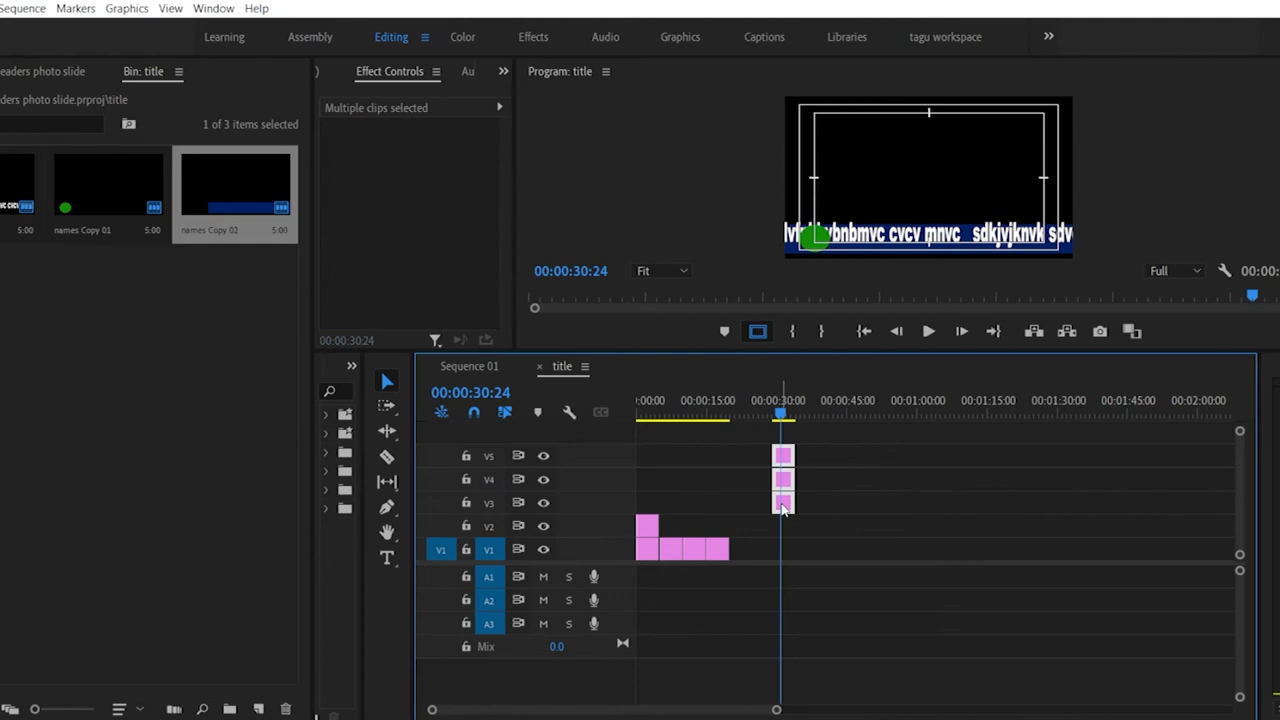 Sequence Markers Graphics View Window Help
Learning Assembly Editing Color Effects Audio Graphics Captions Libraries tagu workspace
eaders photo slide Bin: title Effect Controls Au Program: title
ders photo slide.prproj\title Multiple clips selected
1 of 3 items selected
names Copy 01 5:00 names Copy 02 5:00
cvcv mnvc sdkjvjknvk sdv
00:00:30:24 Fit Full 00:00:
00:00:30:24
Sequence 01 title
00:00:30:24
:00:00 00:00:15:00 00:00:30:00 00:00:45:00 00:01:00:00 00:01:15:00 00:01:30:00 00:01:45:00 00:02:00:00
V5
V4
V3
V2
V1 V1
A1 M S
A2 M S
A3 M S
Mix 0.0